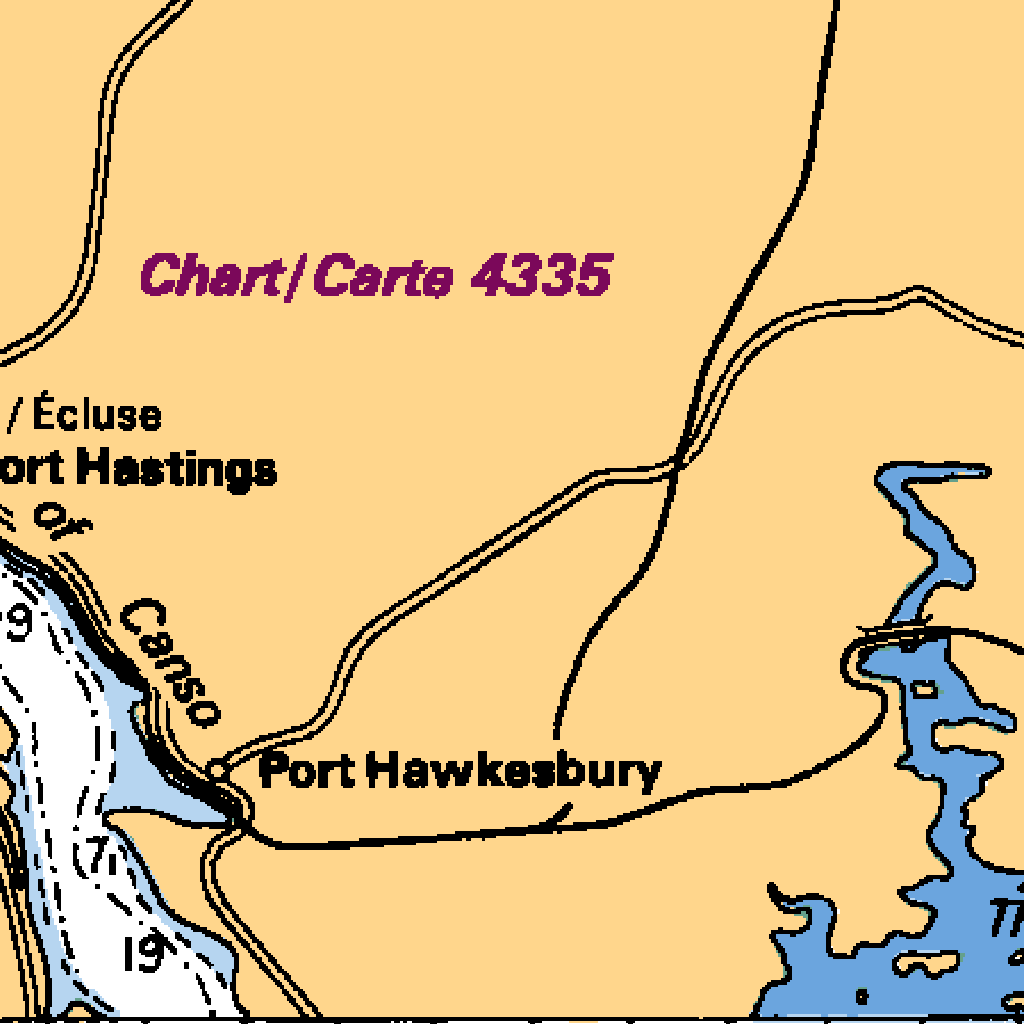 Chart/Carte 4335
/ Écluse
ort Hastings
of
Canso
9
Port Hawkesbury
7
19